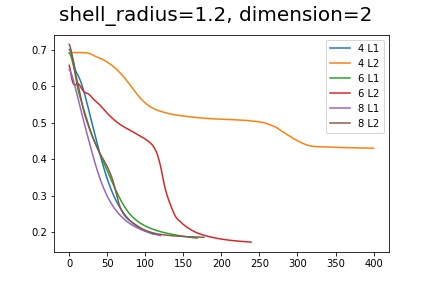 shell_radius=1.2, dimension=2
0.7
0.6
0.5
0.4
0.3
0.2
0 50 100 150 200 250 300 350 400
4 L1
4 L2
6 L1
6 L2
8 L1
8 L2